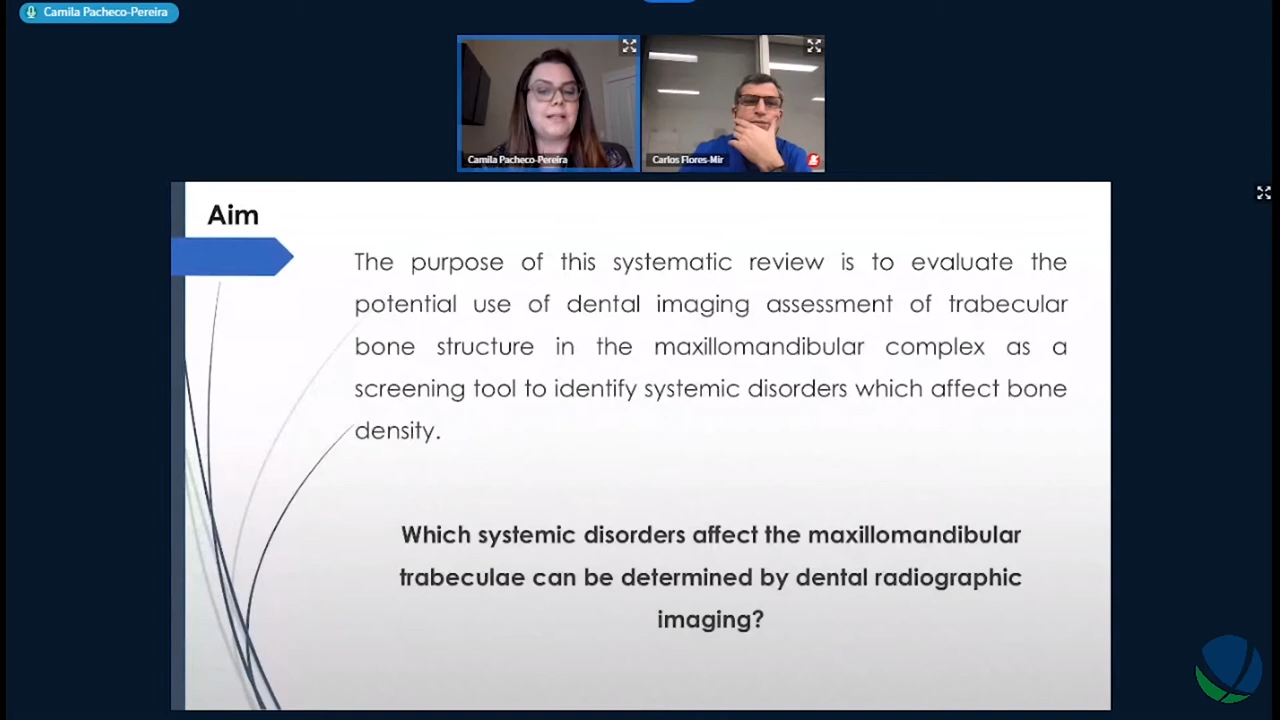 Camila Pacheco-Pereira
Camila Pacheco-Pereira
Carlos Flores-Mir
Aim
The purpose of this systematic review is to evaluate the
potential use of dental imaging assessment of trabecular
bone structure in the maxillomandibular complex as a
screening tool to identify systemic disorders which affect bone
density.
Which systemic disorders affect the maxillomandibular
trabeculae can be determined by dental radiographic
imaging?